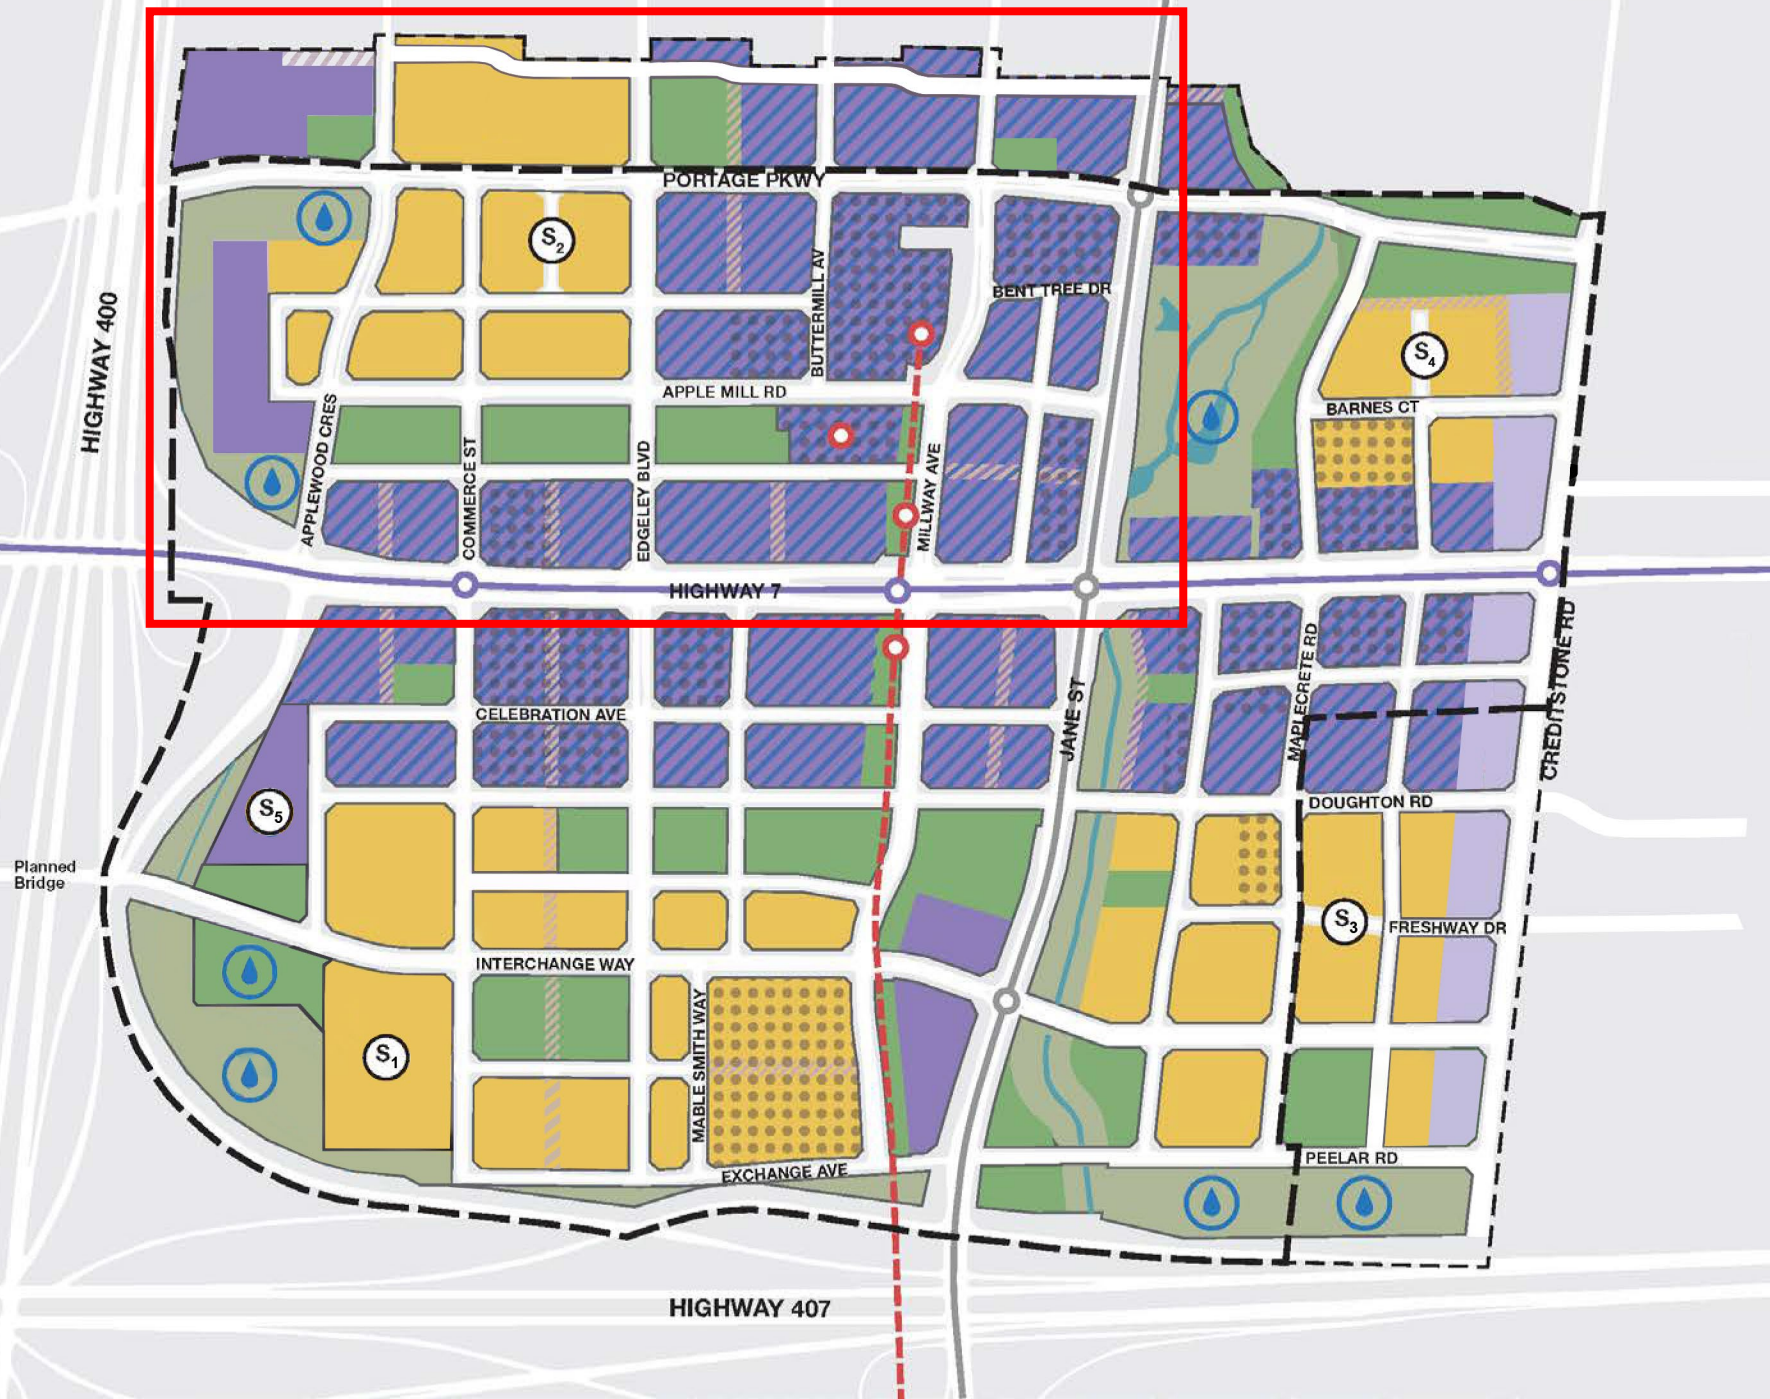 PORTAGE PKWY
S2
BUTTERMILL AV
BENT TREE DR
HIGHWAY 400
S4
APPLE MILL RD
BARNES CT
APPLEWOOD CRES
COMMERCE ST
EDGELEY BLVD
MILLWAY AVE
HIGHWAY 7
MAPLECRETE RD
CREDITSTONE RD
CELEBRATION AVE
JANE ST
S5
DOUGHTON RD
Planned
Bridge
S3
FRESHWAY DR
INTERCHANGE WAY
MABLE SMITH WAY
S1
PEELAR RD
EXCHANGE AVE
HIGHWAY 407